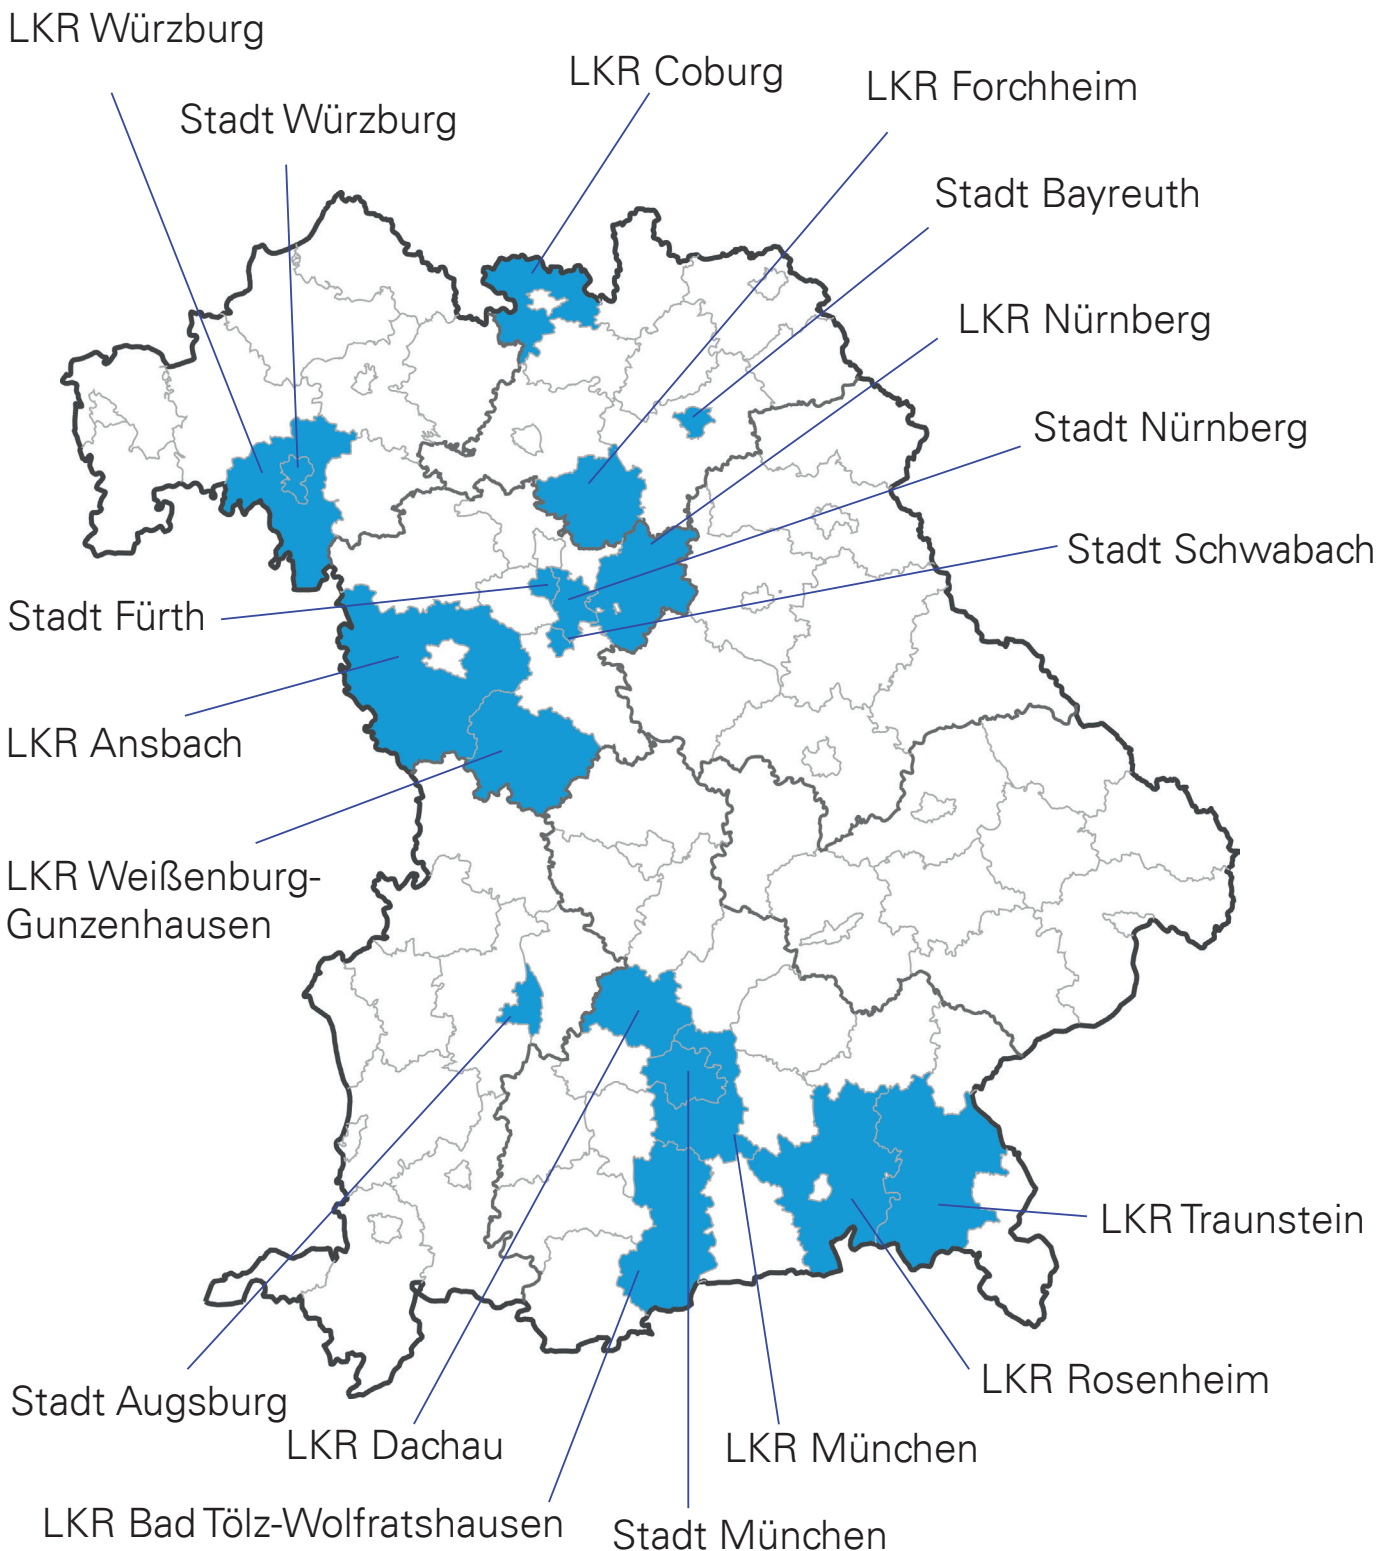 LKR Würzburg
LKR Coburg
LKR Forchheim
Stadt Würzburg
Stadt Bayreuth
LKR Nürnberg
Stadt Nürnberg
Stadt Schwabach
Stadt Fürth
LKR Ansbach
LKR Weißenburg-
Gunzenhausen
LKR Traunstein
LKR Rosenheim
Stadt Augsburg
LKR Dachau
LKR München
LKR Bad Tölz-Wolfratshausen
Stadt München